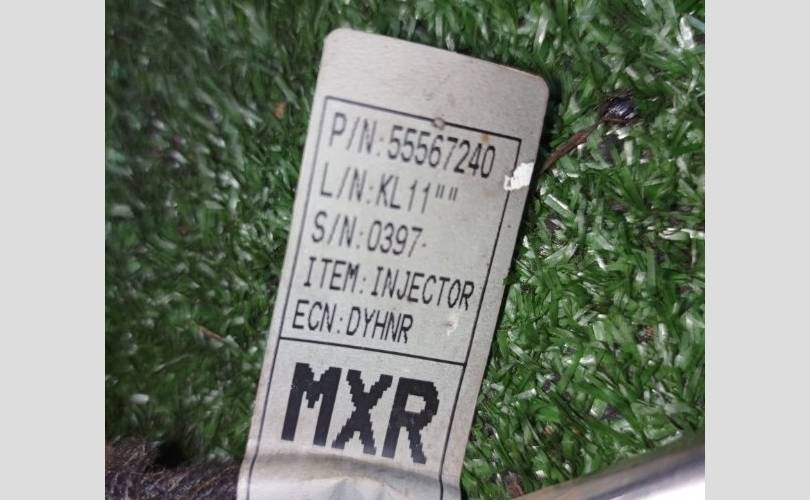 P/N:55567240
L/N:KL11""
S/N:0397-
ITEM:INJECTOR
ECN:DYHNR
MXR